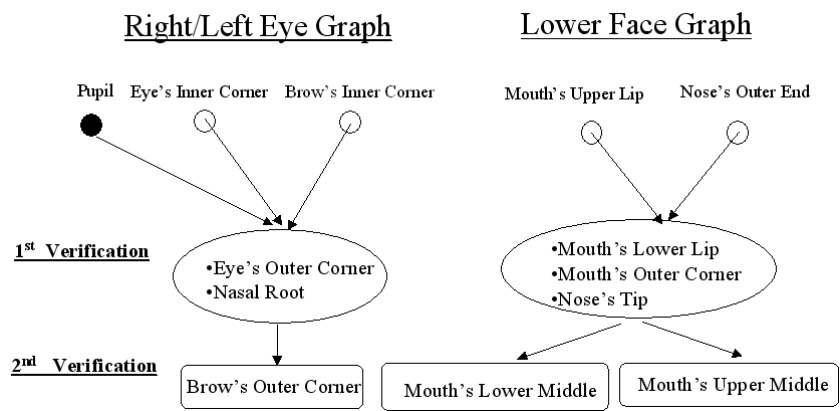 Right/Left Eye Graph
Lower Face Graph
Pupil
Eye's Inner Corner
Brow's Inner Corner
Mouth's Upper Lip
Nose's Outer End
1st Verification
•Eye's Outer Corner
•Nasal Root
•Mouth's Lower Lip
•Mouth's Outer Corner
•Nose's Tip
2nd Verification
Brow's Outer Corner
Mouth's Lower Middle
Mouth's Upper Middle